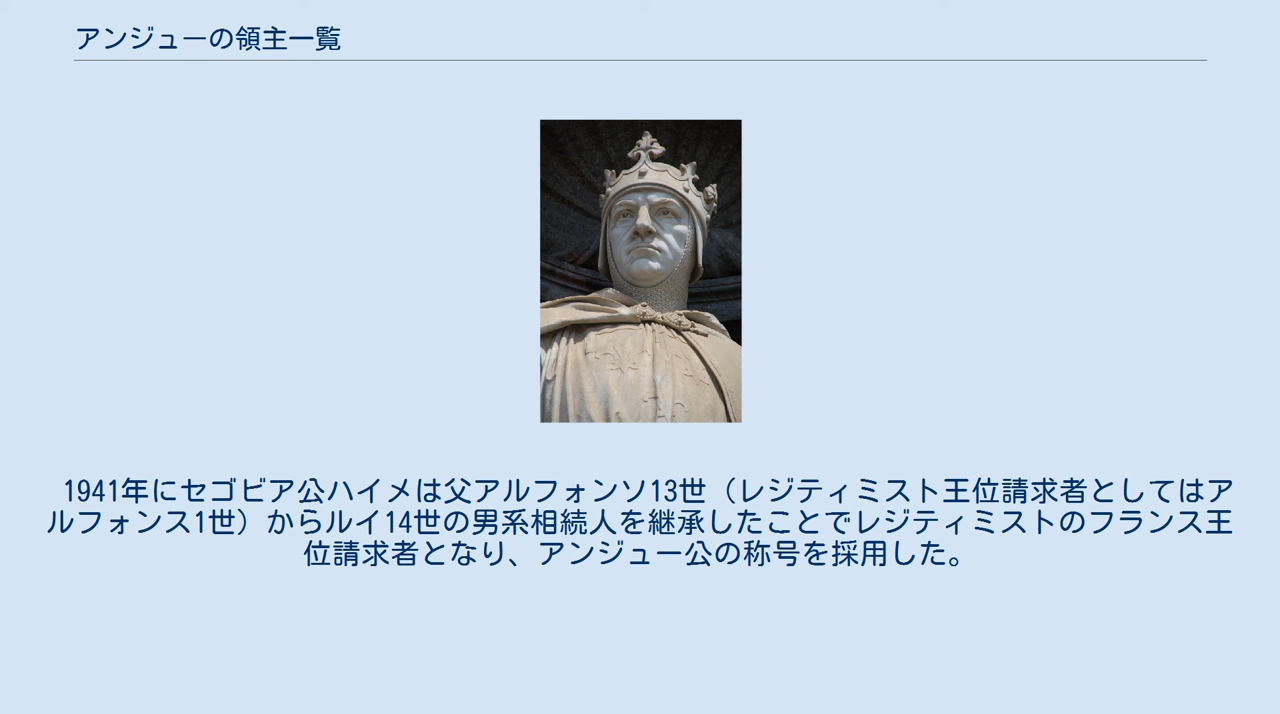 アンジューの領主一覧
1941年にセゴビア公ハイメは父アルフォンソ13世（レジティミスト王位請求者としてはア
ルフォンス1世）からルイ14世の男系相続人を継承したことでレジティミストのフランス王
位請求者となり、アンジュー公の称号を採用した。